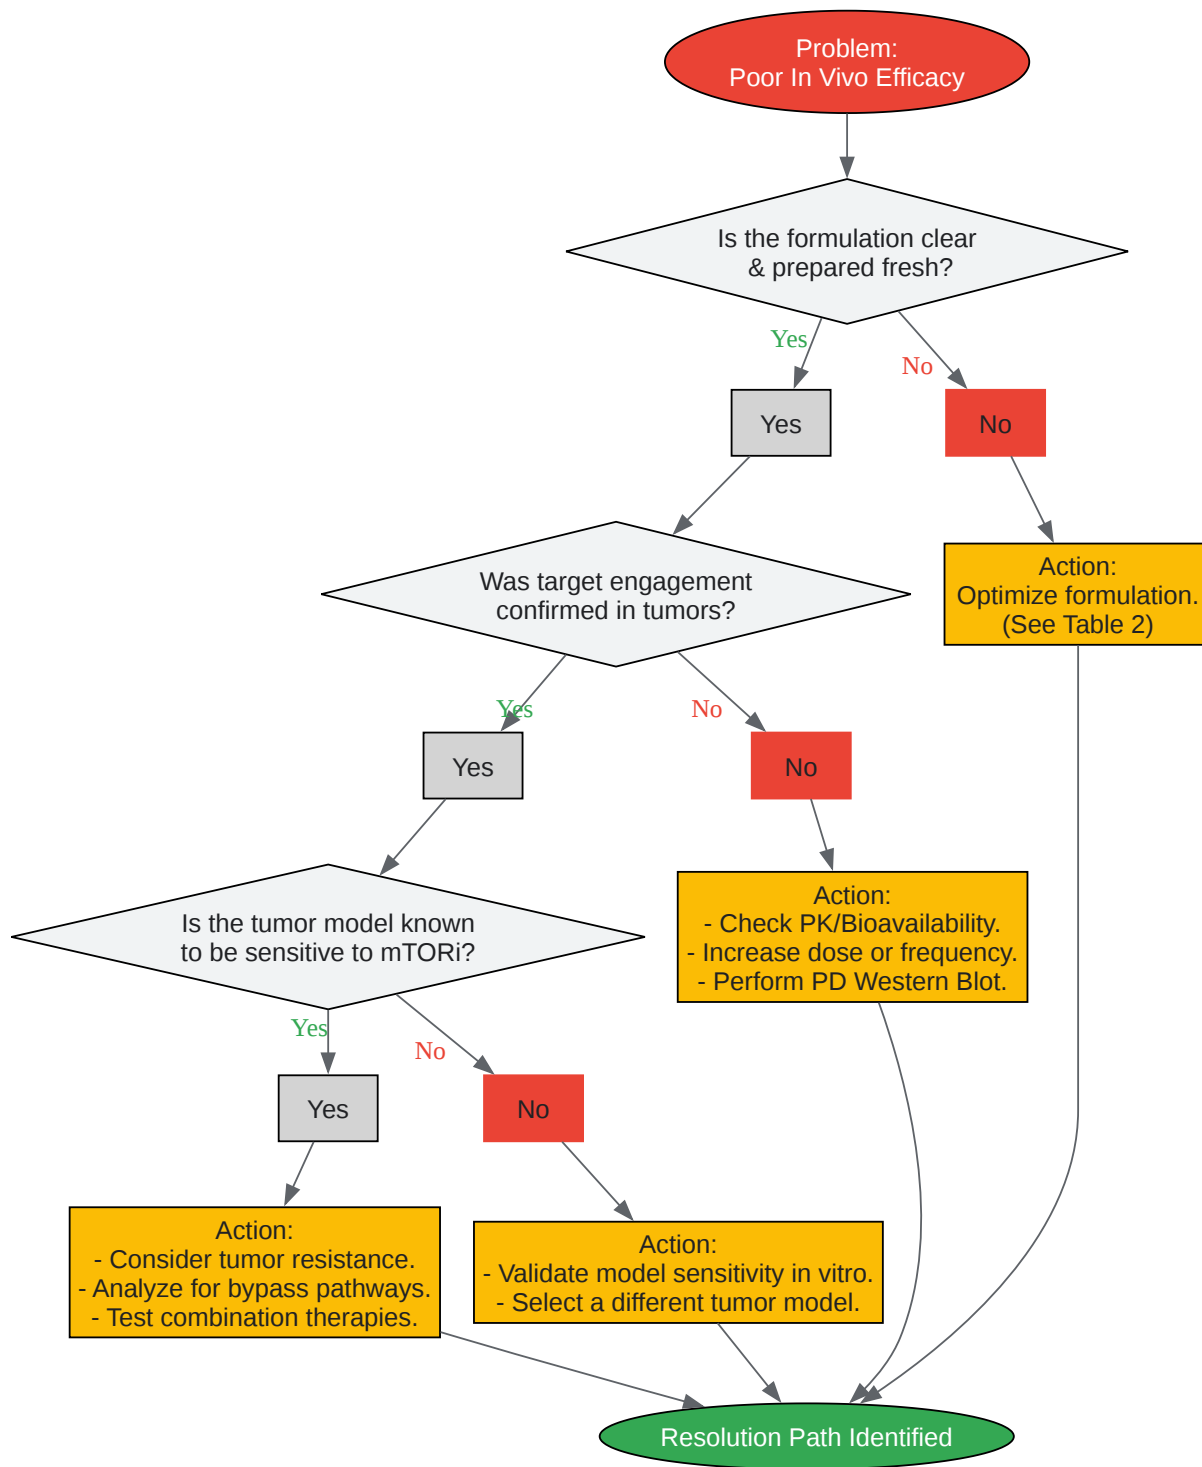 Problem:
Poor In Vivo Efficacy
Is the formulation clear
& prepared fresh?
Yes
No
Yes
No
Was target engagement
confirmed in tumors?
Action:
Optimize formulation.
(See Table 2)
Yes
No
Yes
No
Is the tumor model known
to be sensitive to mTORi?
Action:
- Check PK/Bioavailability.
- Increase dose or frequency.
- Perform PD Western Blot.
Yes
No
Yes
No
Action:
- Consider tumor resistance.
- Analyze for bypass pathways.
- Test combination therapies.
Action:
- Validate model sensitivity in vitro.
- Select a different tumor model.
Resolution Path Identified